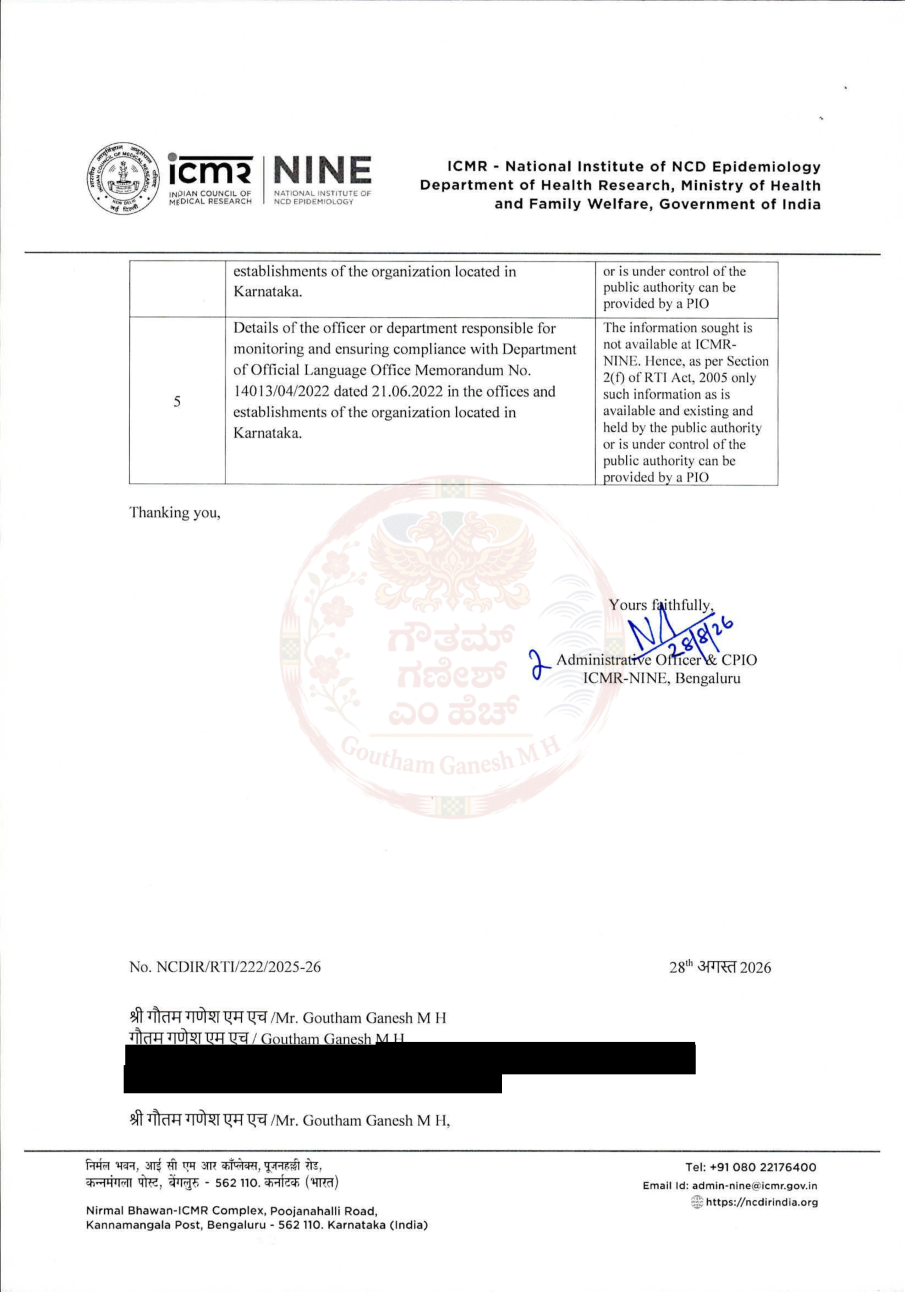 icmr
INDIAN COUNCIL OF
MEDICAL RESEARCH
NINE
NATIONAL INSTITUTE OF
NCD EPIDEMIOLOGY
ICMR - National Institute of NCD Epidemiology
Department of Health Research, Ministry of Health
and Family Welfare, Government of India
establishments of the organization located in
Karnataka.
or is under control of the
public authority can be
provided by a PIO
5
Details of the officer or department responsible for
monitoring and ensuring compliance with Department
of Official Language Office Memorandum No.
14013/04/2022 dated 21.06.2022 in the offices and
establishments of the organization located in
Karnataka.
The information sought is
not available at ICMR-
NINE. Hence, as per Section
2(f) of RTI Act, 2005 only
such information as is
available and existing and
held by the public authority
or is under control of the
public authority can be
provided by a PIO
Thanking you,
Yours faithfully,
28/8/26
Administrative Officer & CPIO
ICMR-NINE, Bengaluru
ಗೌತಮ್
ಗಣೇಶ್
ಎಂ ಹೆಚ್
Goutham Ganesh M H
No. NCDIR/RTI/222/2025-26
28th अगस्त 2026
श्री गौतम गणेश एम एच /Mr. Goutham Ganesh M H
गौतम गणेश एम एच / Goutham Ganesh M H
श्री गौतम गणेश एम एच /Mr. Goutham Ganesh M H,
निर्मल भवन, आई सी एम आर कॉंप्लेक्स, पूजनहल्ली रोड,
कन्नमंगला पोस्ट, बेंगलुरु - 562 110. कर्नाटक (भारत)
Nirmal Bhawan-ICMR Complex, Poojanahalli Road,
Kannamangala Post, Bengaluru - 562 110. Karnataka (India)
Tel: +91 080 22176400
Email Id: admin-nine@icmr.gov.in
https://ncdirindia.org